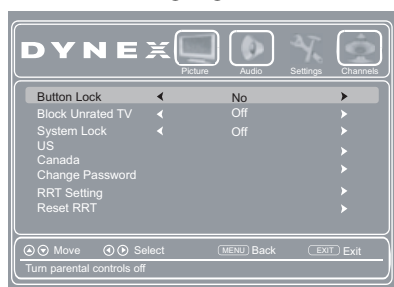 DYNEX
Picture Audio Settings Channels
Button Lock No
Block Unrated TV Off
System Lock Off
US
Canada
Change Password
RRT Setting
Reset RRT
Move Select MENU Back EXIT Exit
Turn parental controls off